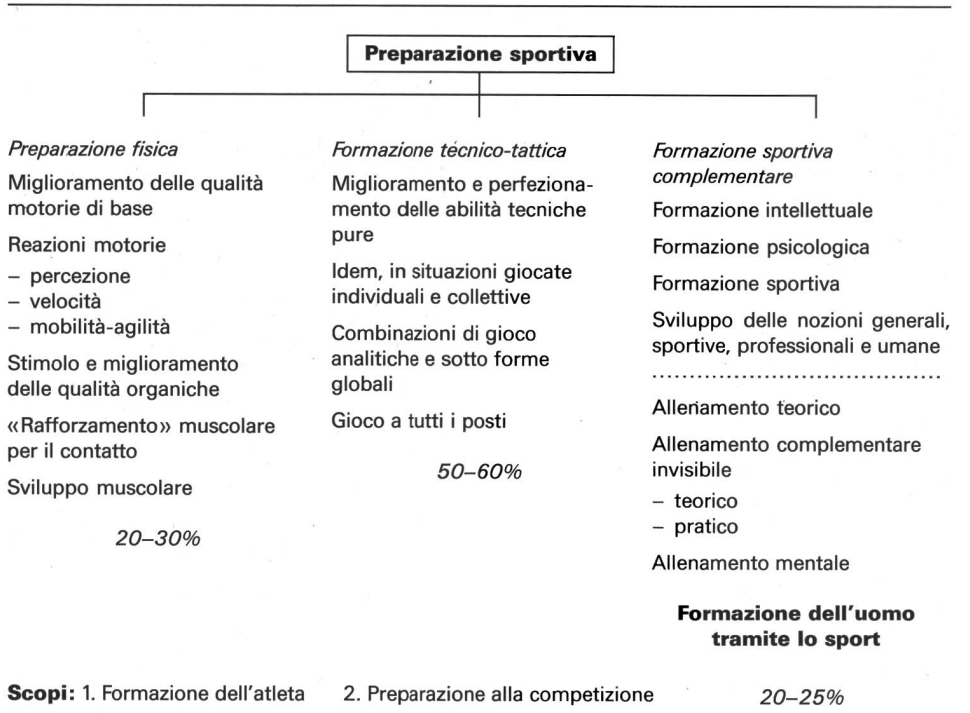 Preparazione sportiva
Preparazione fisica
Miglioramento delle qualità
motorie di base
Reazioni motorie
– percezione
– velocità
– mobilità-agilità
Stimolo e miglioramento
delle qualità organiche
«Rafforzamento» muscolare
per il contatto
Sviluppo muscolare
20–30%
Formazione técnico-tattica
Miglioramento e perfeziona-
mento delle abilità tecniche
pure
Idem, in situazioni giocate
individuali e collettive
Combinazioni di gioco
analitiche e sotto forme
globali
Gioco a tutti i posti
50–60%
Formazione sportiva
complementare
Formazione intellettuale
Formazione psicologica
Formazione sportiva
Sviluppo delle nozioni generali,
sportive, professionali e umane
Allenamento teorico
Allenamento complementare
invisibile
– teorico
– pratico
Allenamento mentale
Formazione dell'uomo
tramite lo sport
20–25%
Scopi: 1. Formazione dell'atleta 2. Preparazione alla competizione